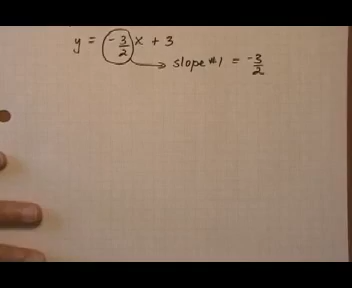 y = -3/2 x + 3
slope #1 = -3/2